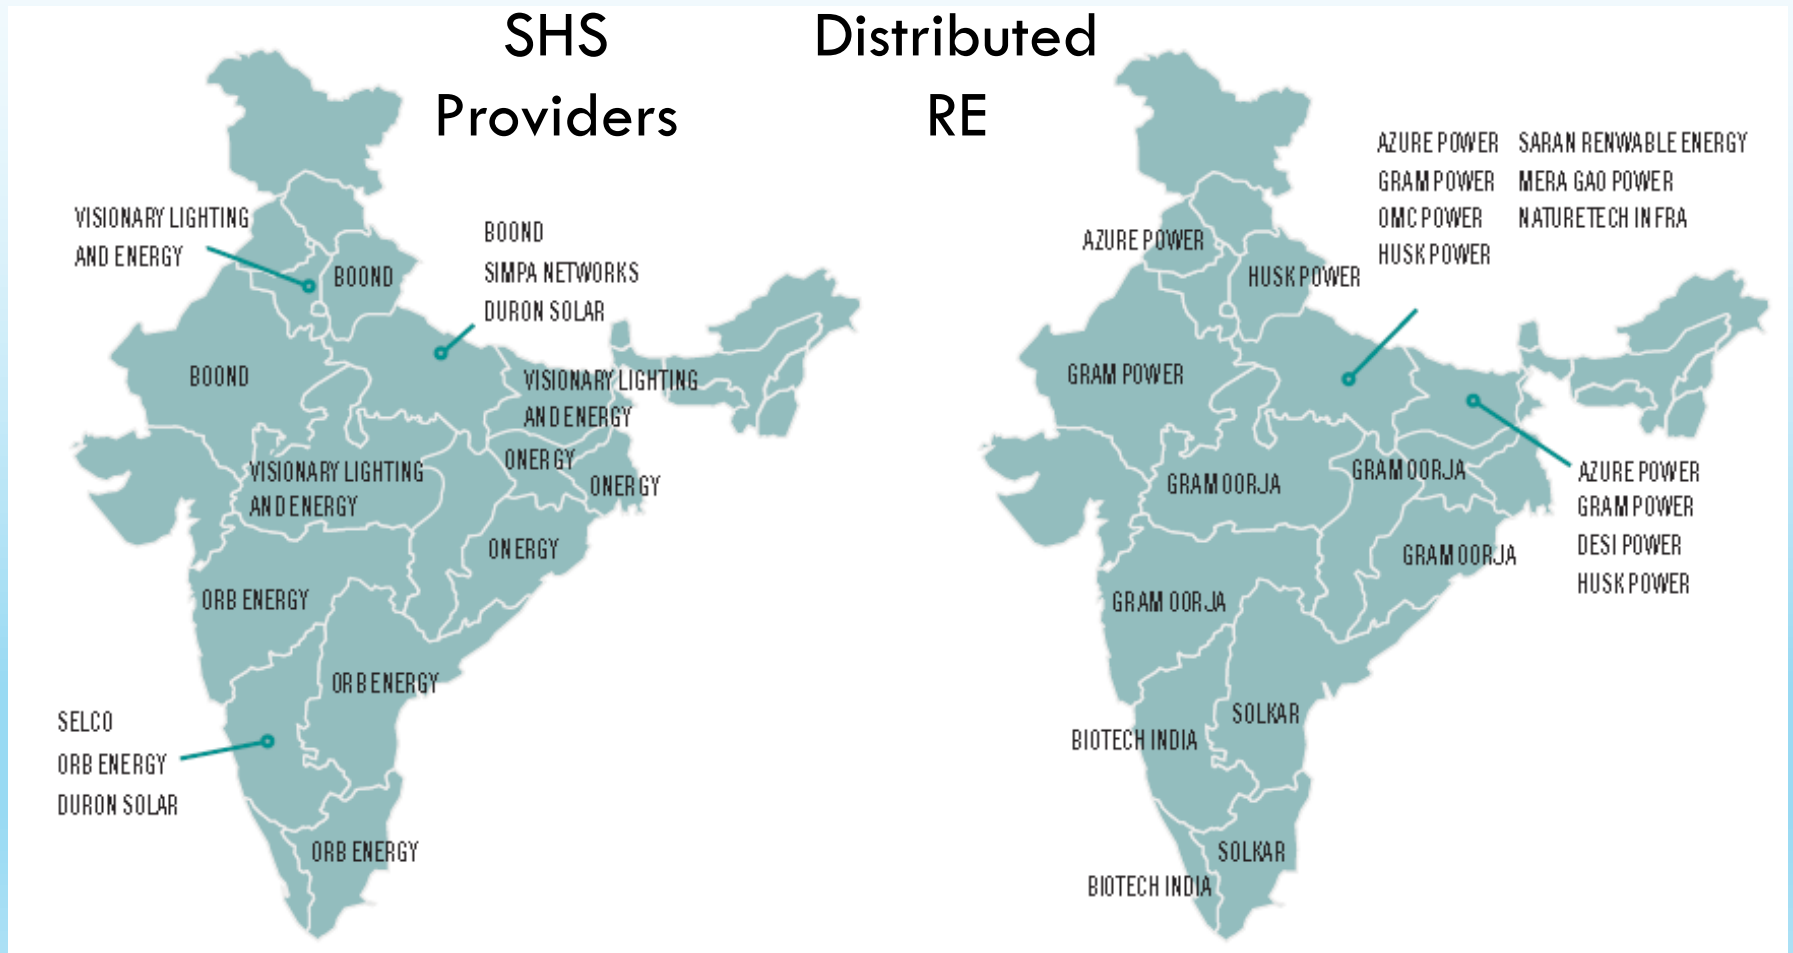 SHS
Providers
VISIONARY LIGHTING
AND ENERGY
BOOND
BOOND
SIMPA NETWORKS
DURON SOLAR
BOOND
VISIONARY LIGHTING
AND ENERGY
VISIONARY LIGHTING
AND ENERGY
ONERGY
ONERGY
ONERGY
ORB ENERGY
ORB ENERGY
SELCO
ORB ENERGY
DURON SOLAR
ORB ENERGY
Distributed
RE
AZURE POWER
GRAM POWER
OMC POWER
HUSK POWER
SARAN RENWABLE ENERGY
MERA GAO POWER
NATURETECH INFRA
AZURE POWER
HUSK POWER
GRAM POWER
GRAM OORJA
GRAM OORJA
AZURE POWER
GRAM POWER
DESI POWER
HUSK POWER
GRAM OORJA
GRAM OORJA
SOLKAR
BIOTECH INDIA
SOLKAR
BIOTECH INDIA